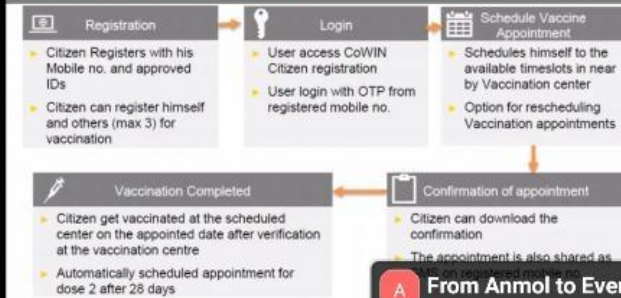 Registration
Citizen Registers with his
Mobile no. and approved
IDs
Citizen can register himself
and others (max 3) for
vaccination
Login
User access CoWIN
Citizen registration
User login with OTP from
registered mobile no.
Schedule Vaccine
Appointment
Schedules himself to the
available timeslots in near
by Vaccination center
Option for rescheduling
Vaccination appointments
Vaccination Completed
Citizen get vaccinated at the scheduled
center on the appointed date after verification
at the vaccination centre
Automatically scheduled appointment for
dose 2 after 28 days
Confirmation of appointment
Citizen can download the
confirmation
The appointment is also shared as
SMS on registered mobile no
A
From Anmol to Ever